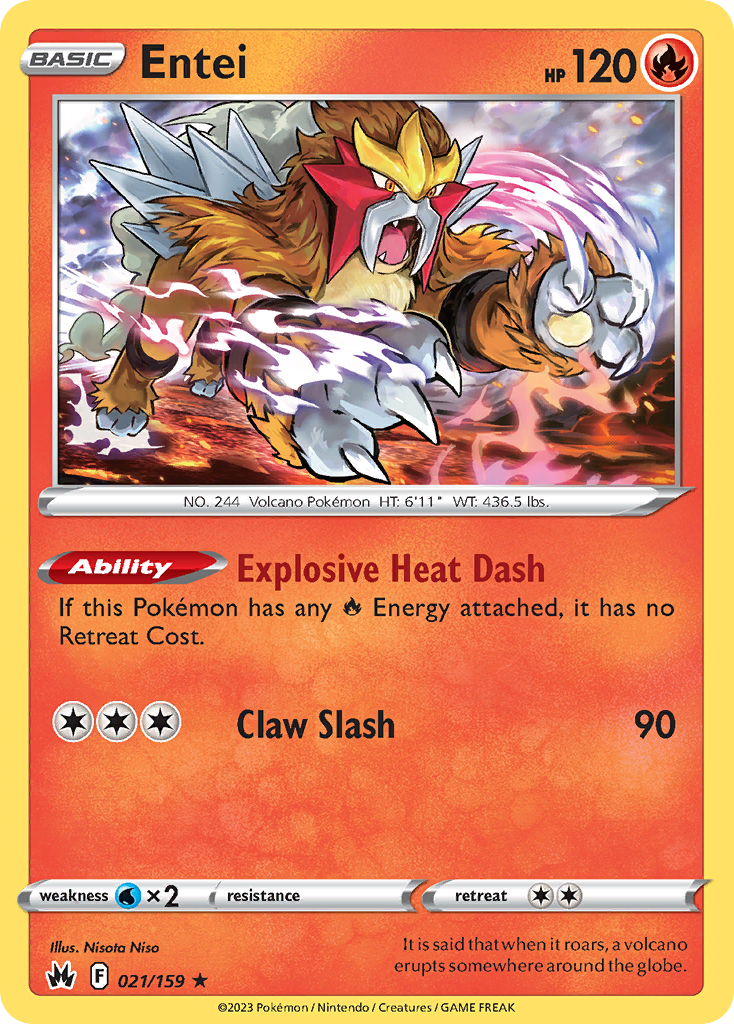 BASIC Entei HP 120
NO. 244 Volcano Pokémon HT: 6'11" WT: 436.5 lbs.
Ability Explosive Heat Dash
If this Pokémon has any Energy attached, it has no
Retreat Cost.
Claw Slash 90
weakness ×2 resistance retreat
Illus. Nisota Niso
It is said that when it roars, a volcano
erupts somewhere around the globe.
F 021/159 ★
©2023 Pokémon / Nintendo / Creatures / GAME FREAK